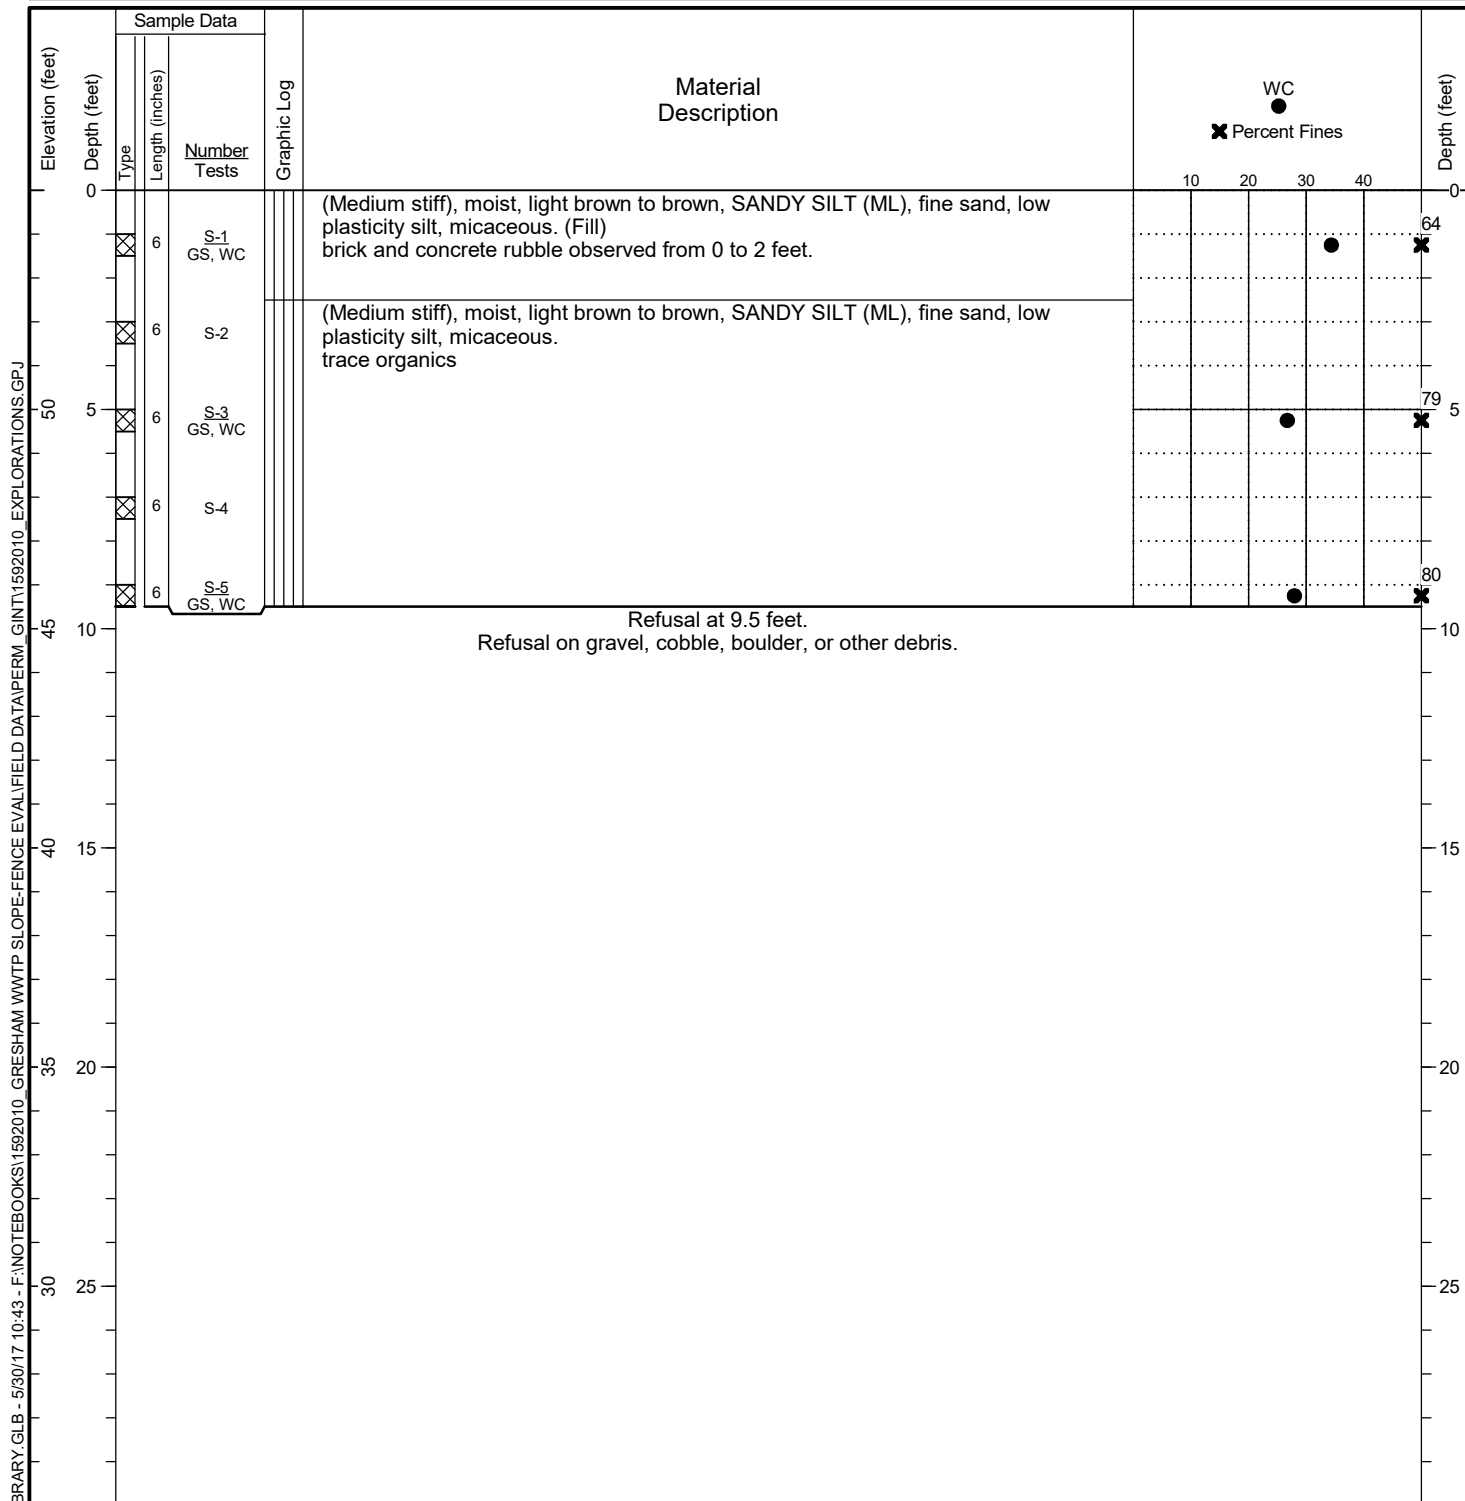 Sample Data
Elevation (feet)
Depth (feet)
Type
Length (inches)
Number
Tests
Graphic Log
Material
Description
WC
Percent Fines
Depth (feet)
10 20 30 40
0 0
(Medium stiff), moist, light brown to brown, SANDY SILT (ML), fine sand, low
plasticity silt, micaceous. (Fill)
brick and concrete rubble observed from 0 to 2 feet.
6 S-1
GS, WC
64
(Medium stiff), moist, light brown to brown, SANDY SILT (ML), fine sand, low
plasticity silt, micaceous.
trace organics
6 S-2
50 5 6 S-3
GS, WC
79 5
6 S-4
6 S-5
GS, WC
80
Refusal at 9.5 feet.
Refusal on gravel, cobble, boulder, or other debris.
45 10 10
40 15 15
35 20 20
30 25 25
BRARY.GLB - 5/30/17 10:43 - F:\NOTEBOOKS\1592010_GRESHAM WWTP SLOPE-FENCE EVAL\FIELD DATA\PERM_GINT\1592010_EXPLORATIONS.GPJ